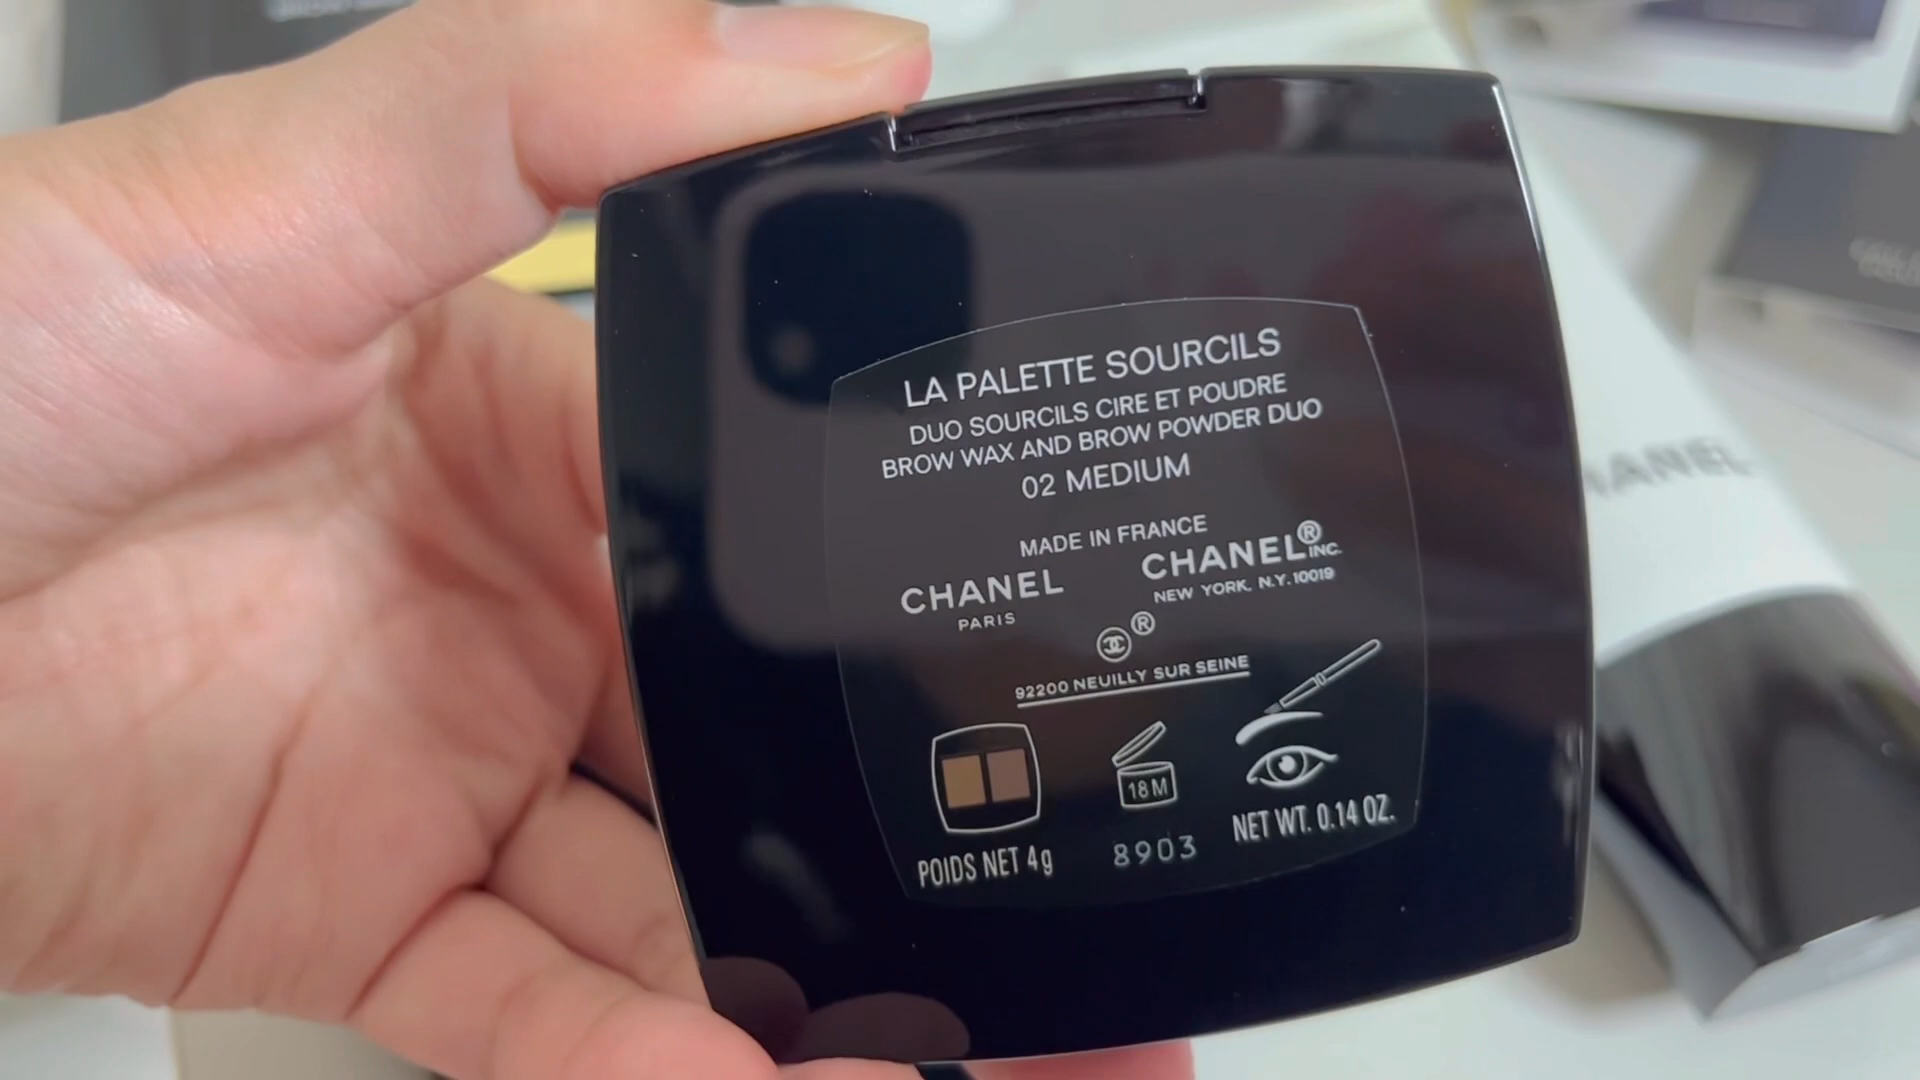 LA PALETTE SOURCILS
DUO SOURCILS CIRE ET POUDRE
BROW WAX AND BROW POWDER DUO
02 MEDIUM
MADE IN FRANCE
CHANEL
PARIS
CHANEL® INC.
NEW YORK, N.Y. 10019
®
92200 NEUILLY SUR SEINE
18M
POIDS NET 4g
8903
NET WT. 0.14 OZ.
HANEL